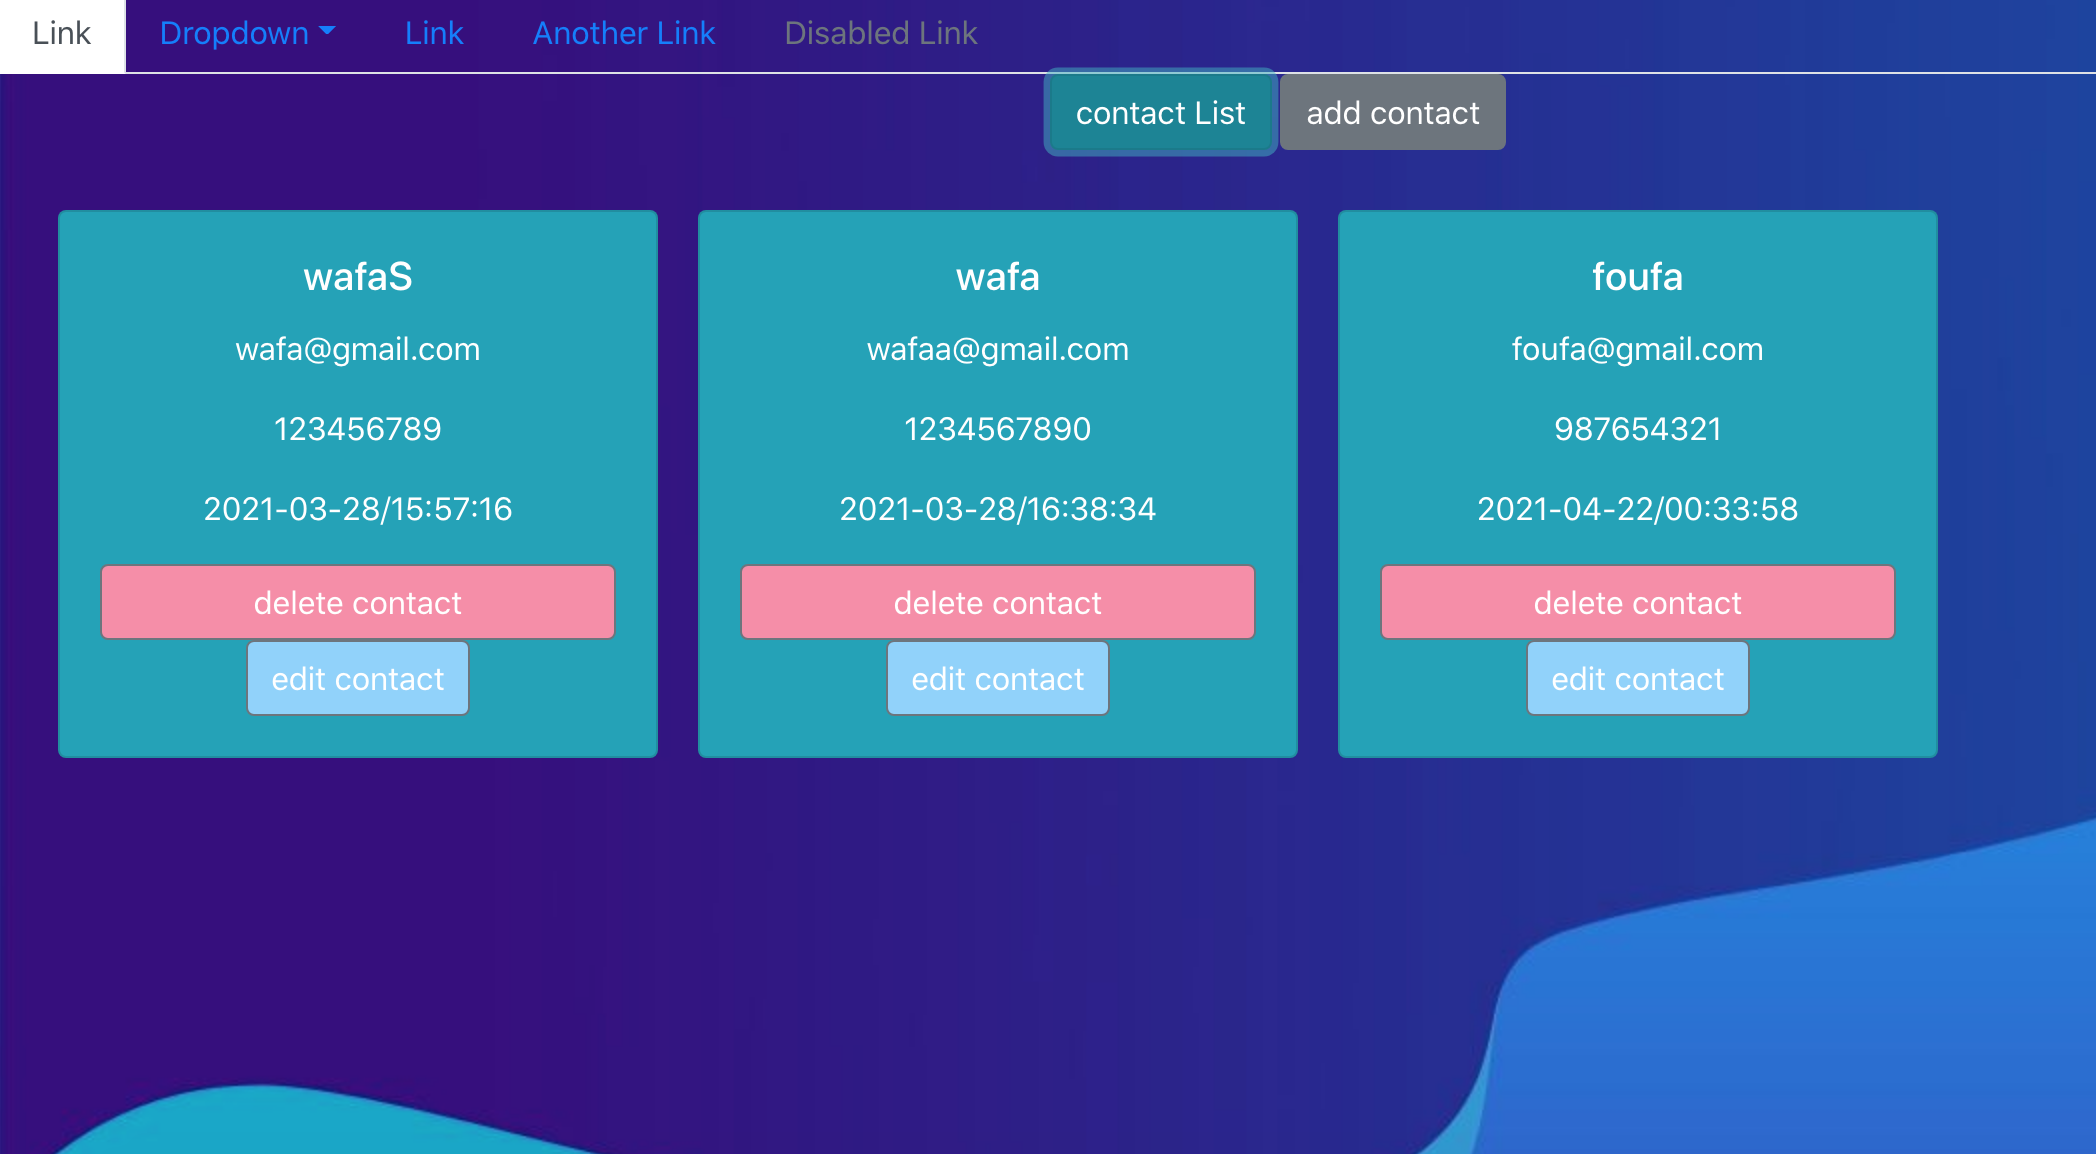 Link Dropdown Link Another Link Disabled Link
contact List add contact
wafaS
wafa@gmail.com
123456789
2021-03-28/15:57:16
delete contact
edit contact
wafa
wafaa@gmail.com
1234567890
2021-03-28/16:38:34
delete contact
edit contact
foufa
foufa@gmail.com
987654321
2021-04-22/00:33:58
delete contact
edit contact